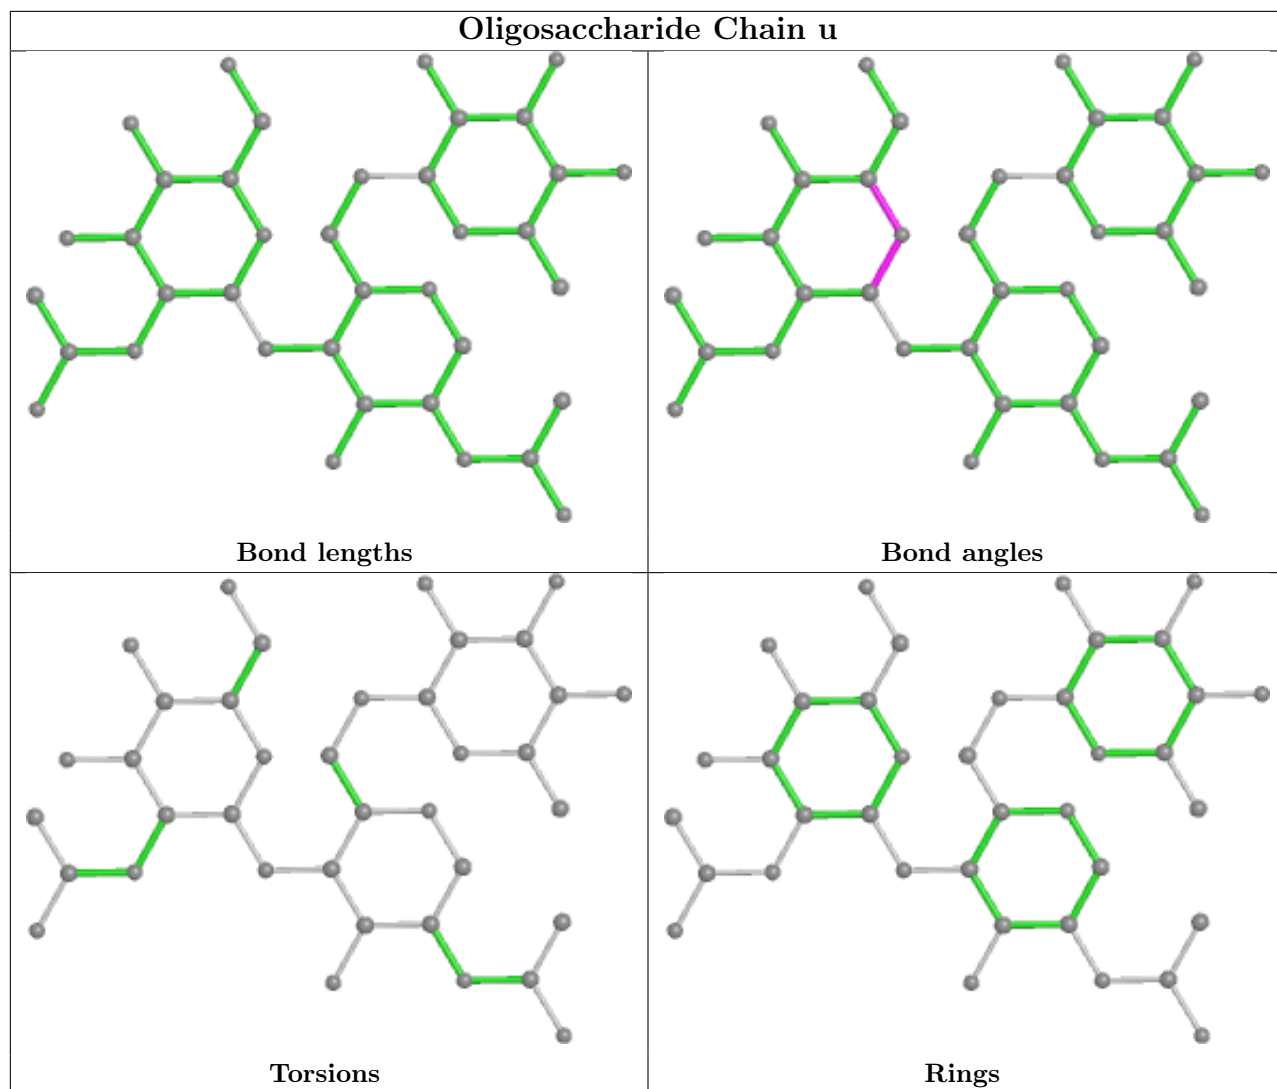 Oligosaccharide Chain u
Bond lengths
Bond angles
Torsions
Rings